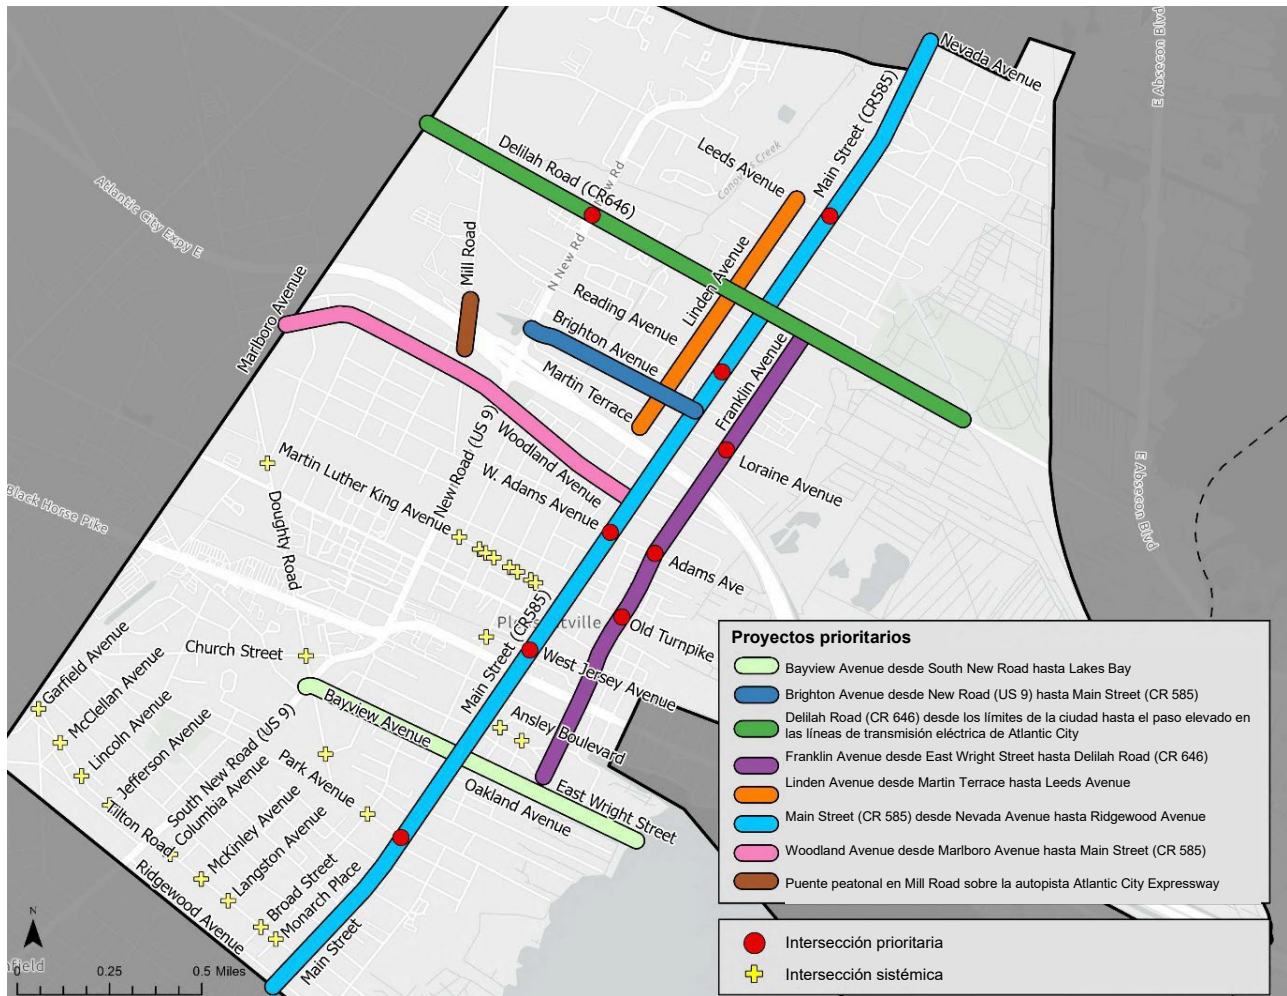 Nevada Avenue
E Absecon Blvd
Main Street (CR585)
Leeds Avenue
Conovers Creek
Delilah Road (CR646)
New Rd
Atlantic City Expy E
Mill Road
N New Rd
Linden Avenue
Marlboro Avenue
Reading Avenue
Brighton Avenue
Franklin Avenue
Martin Terrace
New Road (US 9)
Woodland Avenue
Martin Luther King Avenue
W. Adams Avenue
Loraine Avenue
E Absecon Blvd
Black Horse Pike
Doughty Road
Adams Ave
Main Street (CR585)
Old Turnpike
West Jersey Avenue
Garfield Avenue
Church Street
McClellan Avenue
Lincoln Avenue
Jefferson Avenue
South New Road (US 9)
Bayview Avenue
Ansley Boulevard
Park Avenue
Columbia Avenue
Oakland Avenue
East Wright Street
Tilton Road
McKinley Avenue
Langston Avenue
Broad Street
Monarch Place
Ridgewood Avenue
Main Street
N
0
0.25
0.5 Miles
Proyectos prioritarios
Bayview Avenue desde South New Road hasta Lakes Bay
Brighton Avenue desde New Road (US 9) hasta Main Street (CR 585)
Delilah Road (CR 646) desde los límites de la ciudad hasta el paso elevado en
las líneas de transmisión eléctrica de Atlantic City
Franklin Avenue desde East Wright Street hasta Delilah Road (CR 646)
Linden Avenue desde Martin Terrace hasta Leeds Avenue
Main Street (CR 585) desde Nevada Avenue hasta Ridgewood Avenue
Woodland Avenue desde Marlboro Avenue hasta Main Street (CR 585)
Puente peatonal en Mill Road sobre la autopista Atlantic City Expressway
Intersección prioritaria
Intersección sistémica